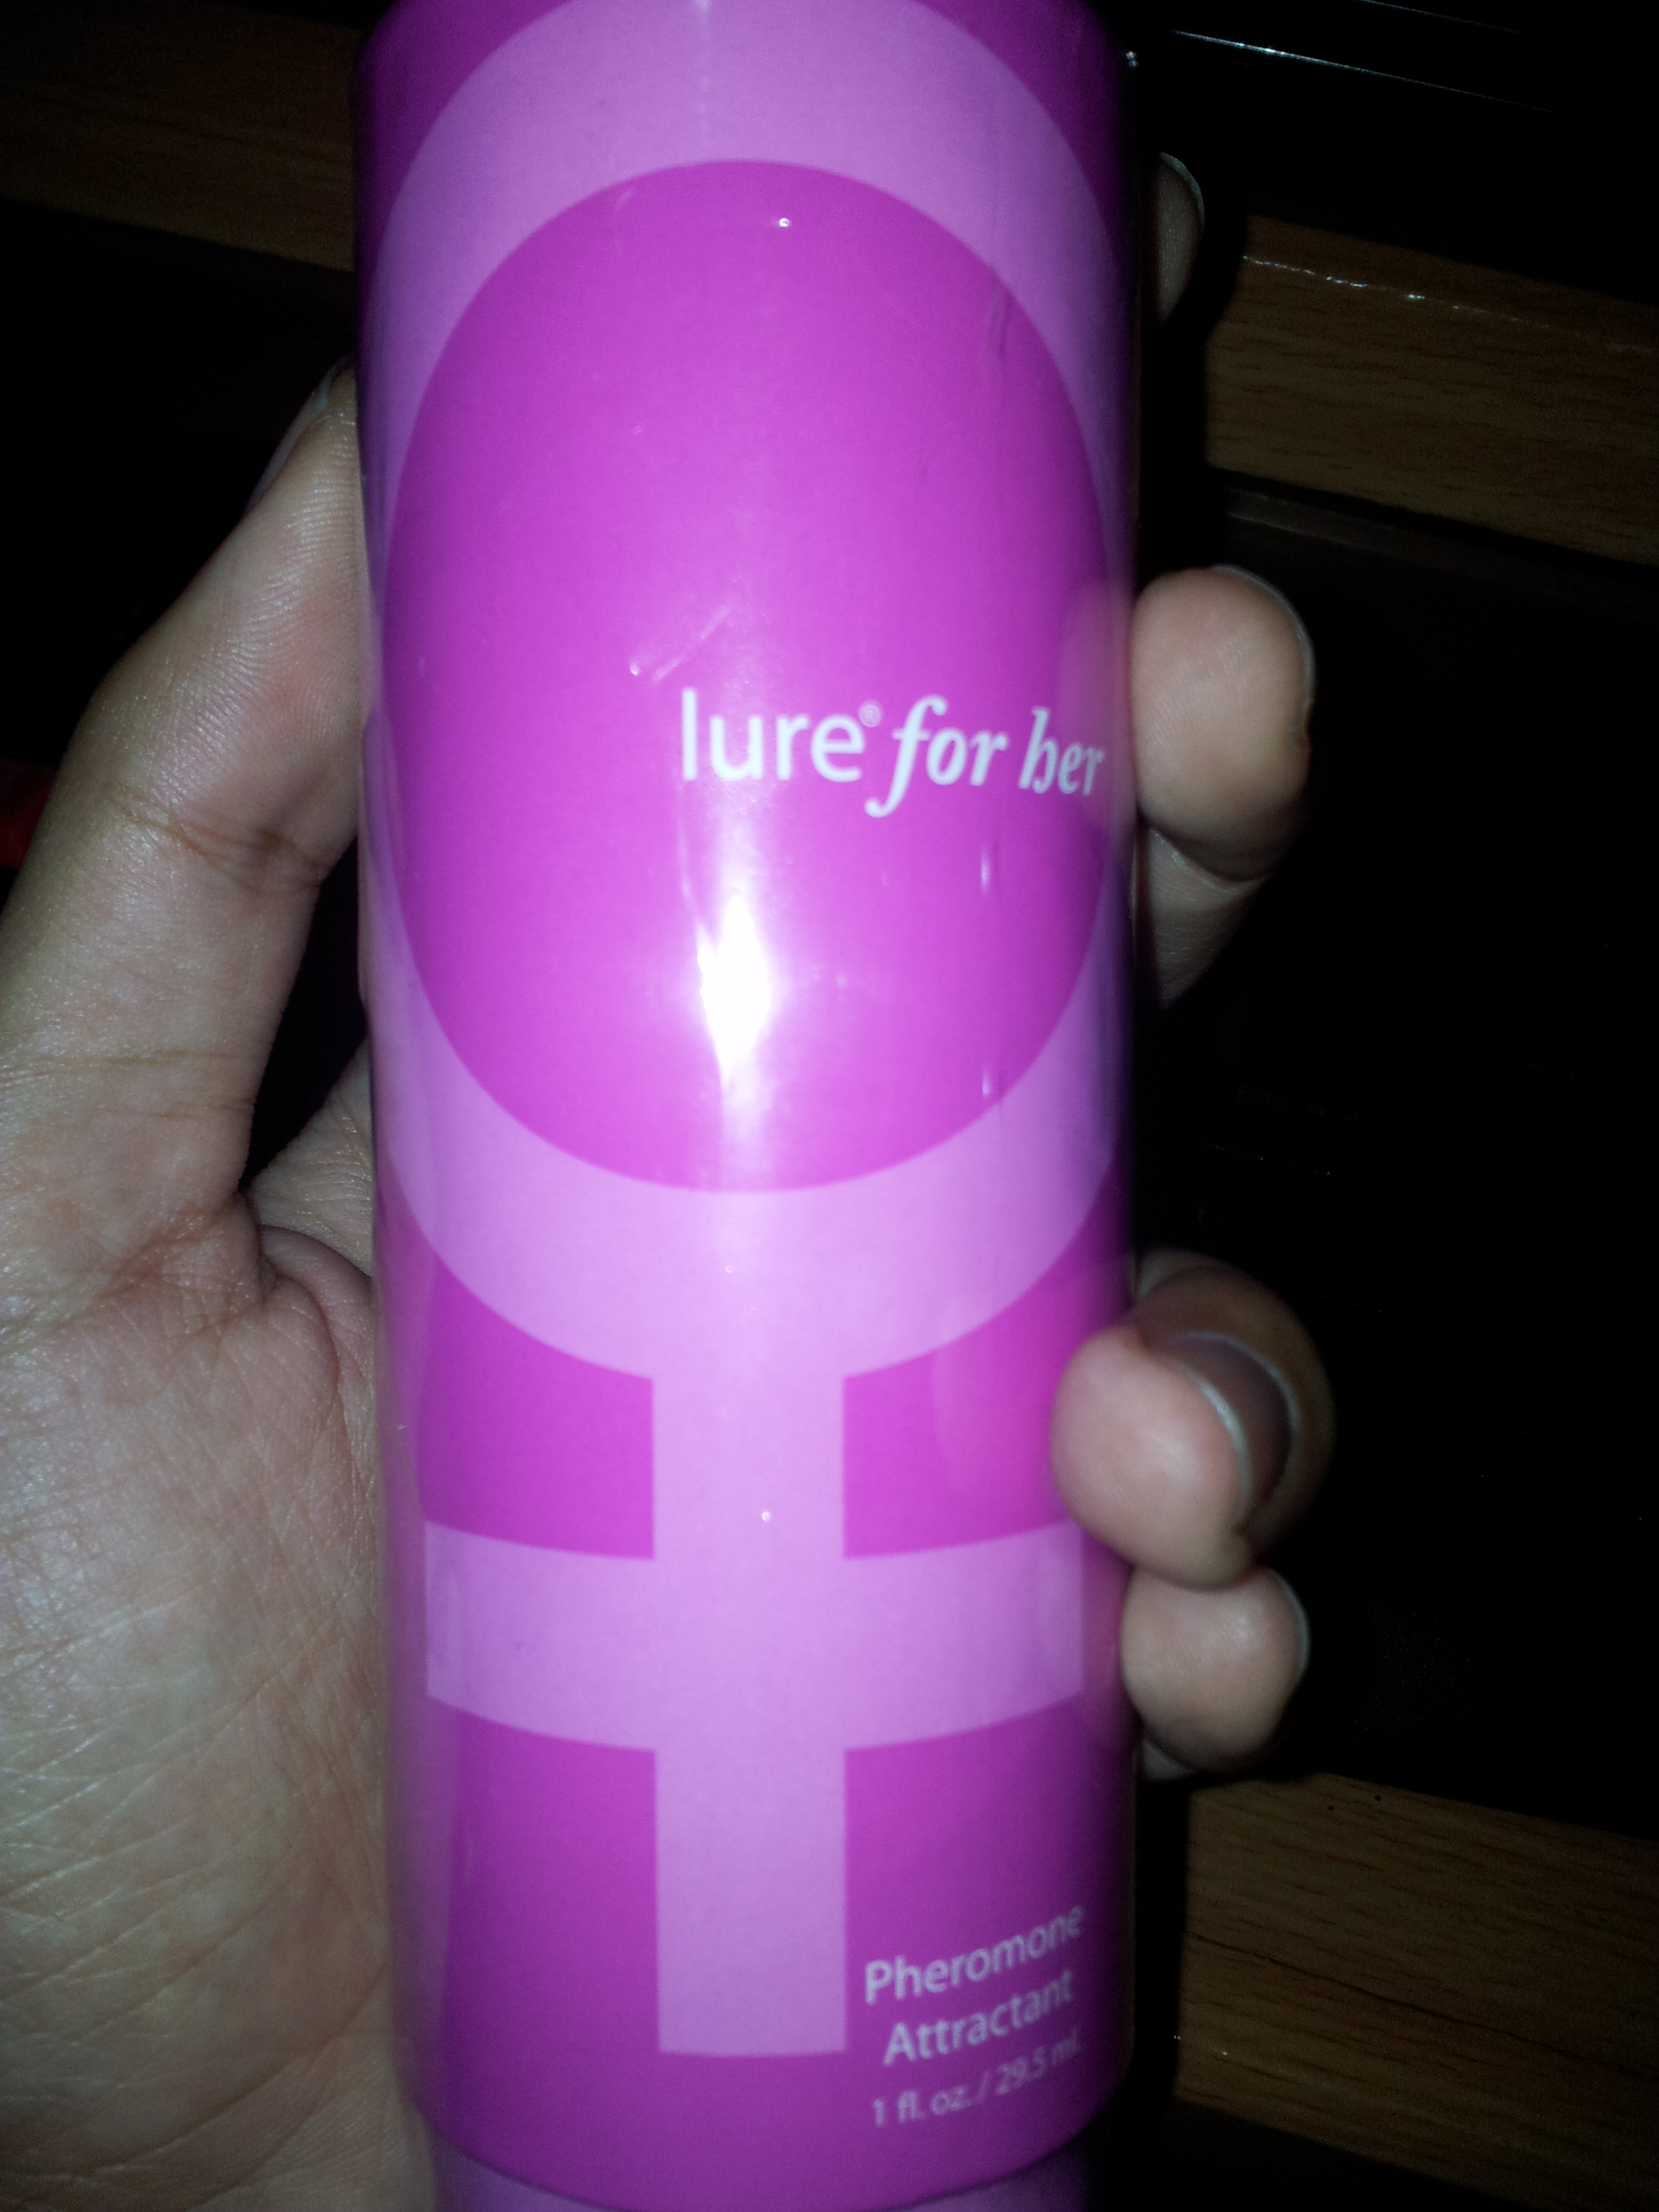 lure® for her
Pheromone
Attractant
1 fl. oz. / 29.5 ml.